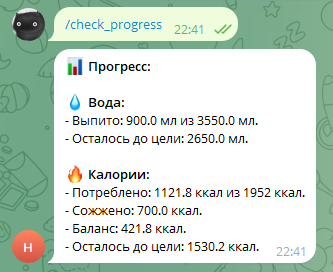 /check_progress 22:41
📊 Прогресс:
💧 Вода:
- Выпито: 900.0 мл из 3550.0 мл.
- Осталось до цели: 2650.0 мл.
🔥 Калории:
- Потреблено: 1121.8 ккал из 1952 ккал.
- Сожжено: 700.0 ккал.
- Баланс: 421.8 ккал.
- Осталось до цели: 1530.2 ккал.
22:41
Н